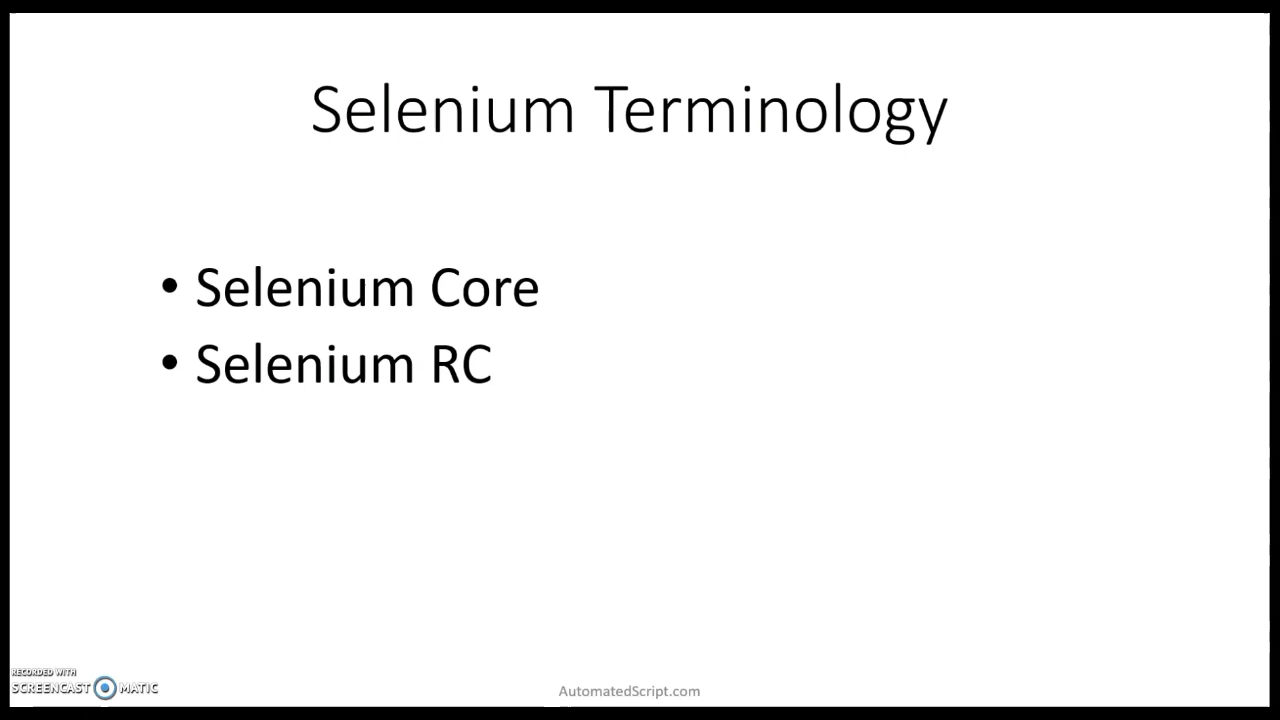 Selenium Terminology
• Selenium Core
• Selenium RC
RECORDED WITH
SCREENCAST MATIC
AutomatedScript.com